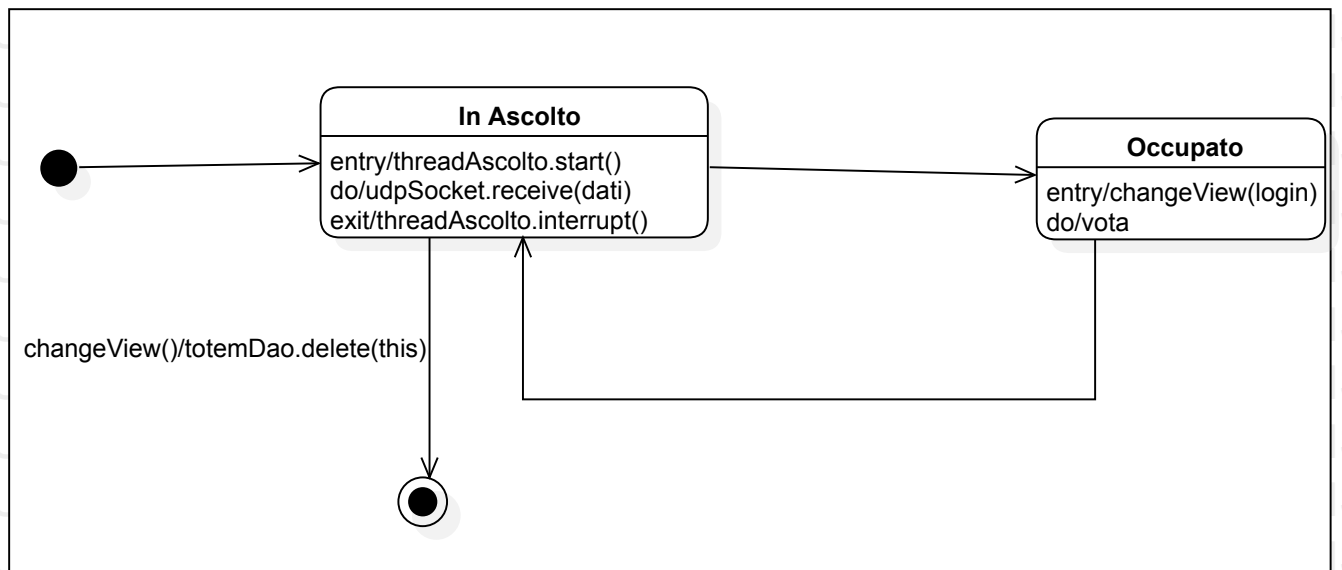 In Ascolto
entry/threadAscolto.start()
do/udpSocket.receive(dati)
exit/threadAscolto.interrupt()
Occupato
entry/changeView(login)
do/vota
changeView()/totemDao.delete(this)